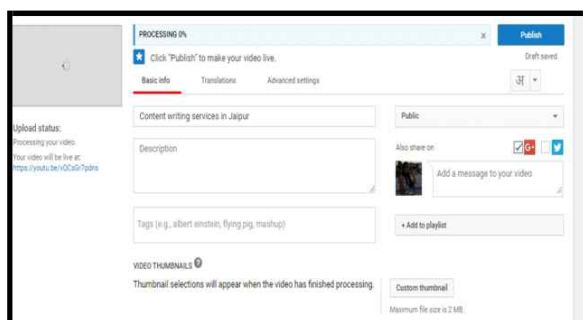 PROCESSING 0%
x
Publish
Click "Publish" to make your video live.
Draft saved.
Basic info
Translations
Advanced settings
अ
Upload status:
Processing your video.
Your video will be live at:
Content writing services in Jaipur
Public
Description
Also share on
G+
Add a message to your video
Tags (e.g., albert einstein, flying pig, mashup)
+ Add to playlist
VIDEO THUMBNAILS ?
Thumbnail selections will appear when the video has finished processing.
Custom thumbnail
Maximum file size is 2 MB.